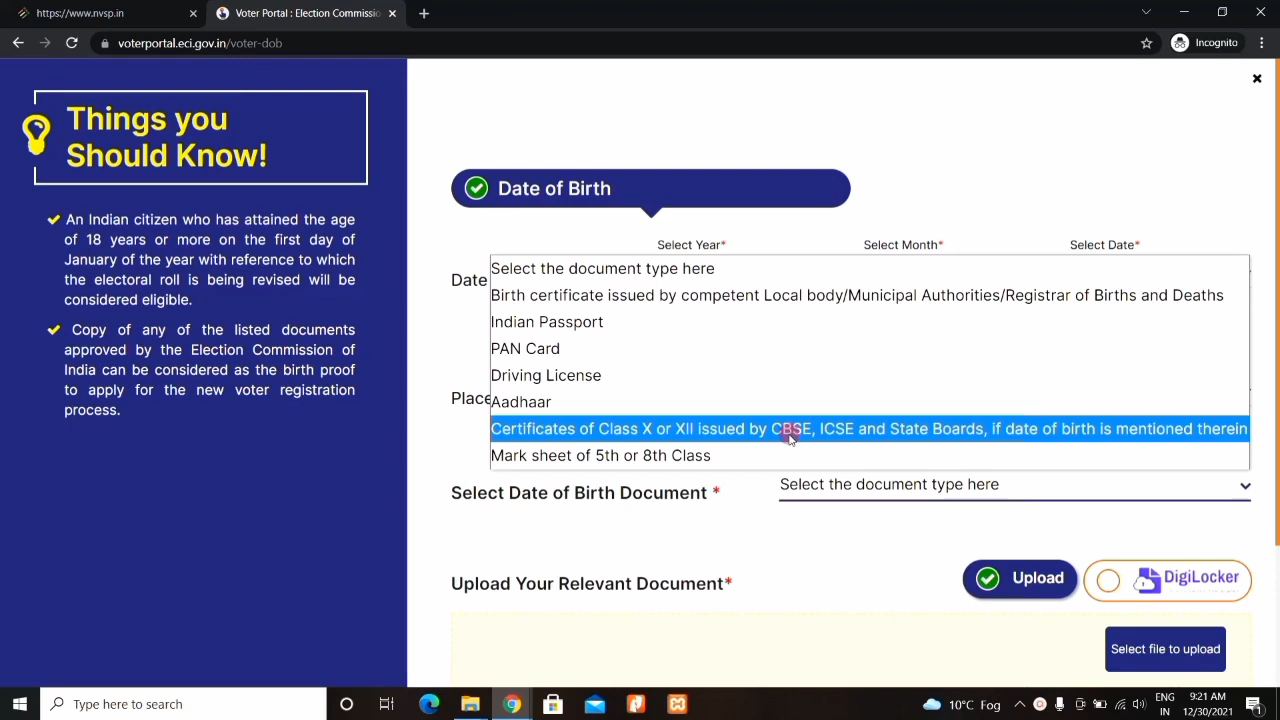 https://www.nvsp.in
Voter Portal : Election Commissio
voterportal.eci.gov.in/voter-dob
Incognito
Things you
Should Know!
An Indian citizen who has attained the age
of 18 years or more on the first day of
January of the year with reference to which
the electoral roll is being revised will be
considered eligible.
Copy of any of the listed documents
approved by the Election Commission of
India can be considered as the birth proof
to apply for the new voter registration
process.
Date of Birth
Select Year*
Select Month*
Select Date*
Date
Select the document type here
Birth certificate issued by competent Local body/Municipal Authorities/Registrar of Births and Deaths
Indian Passport
PAN Card
Driving License
Aadhaar
Place
Certificates of Class X or XII issued by CBSE, ICSE and State Boards, if date of birth is mentioned therein
Mark sheet of 5th or 8th Class
Select Date of Birth Document *
Select the document type here
Upload Your Relevant Document*
Upload
DigiLocker
Select file to upload
Type here to search
10°C Fog
ENG
IN
9:21 AM
12/30/2021
1